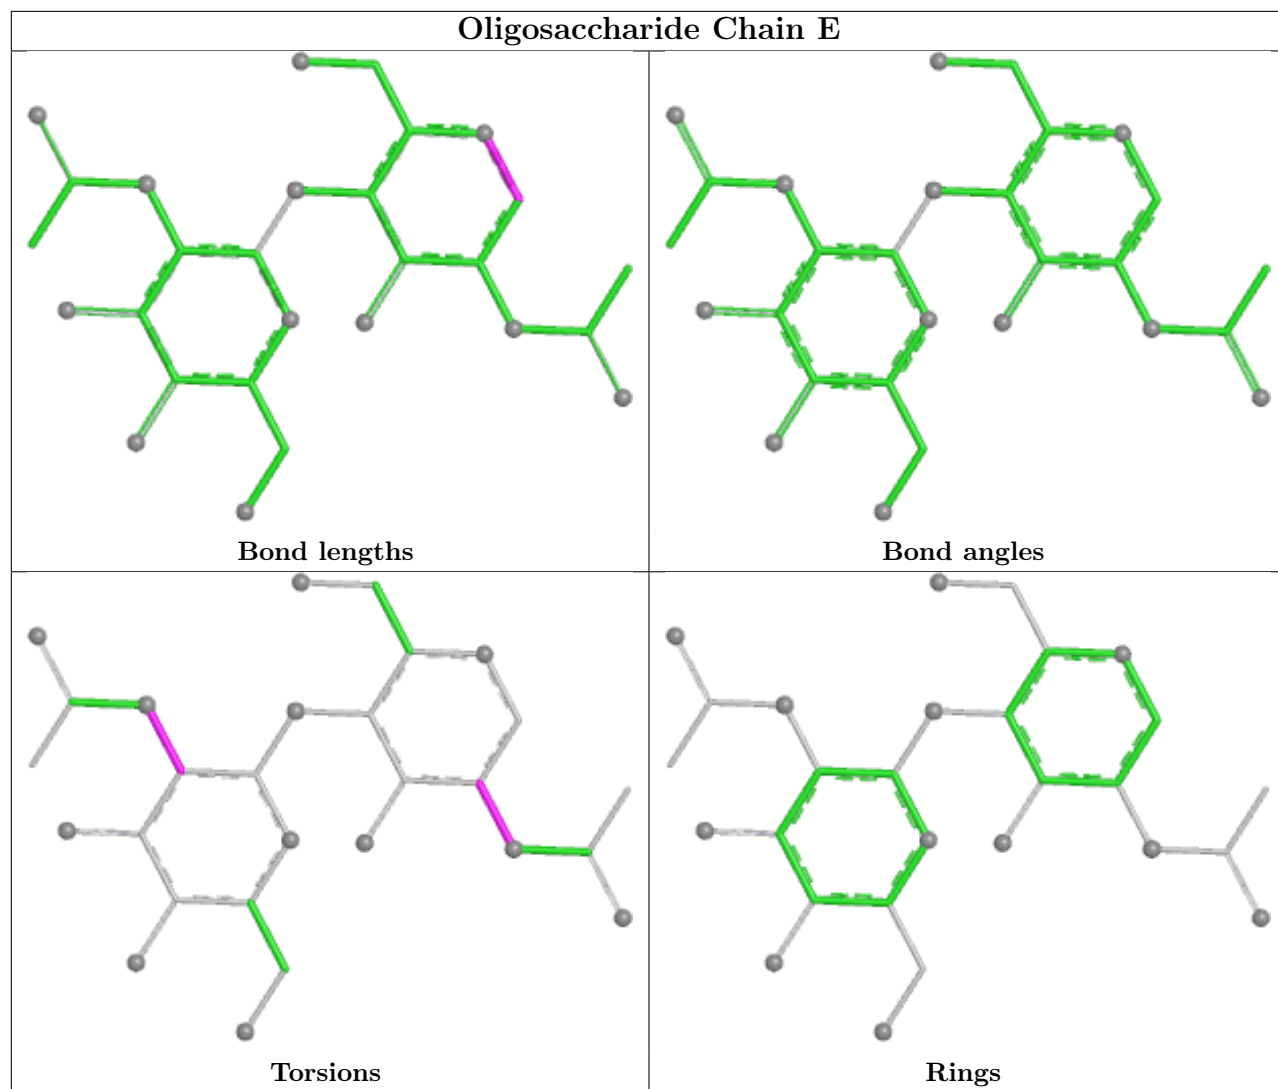 Oligosaccharide Chain E
Bond lengths
Bond angles
Torsions
Rings